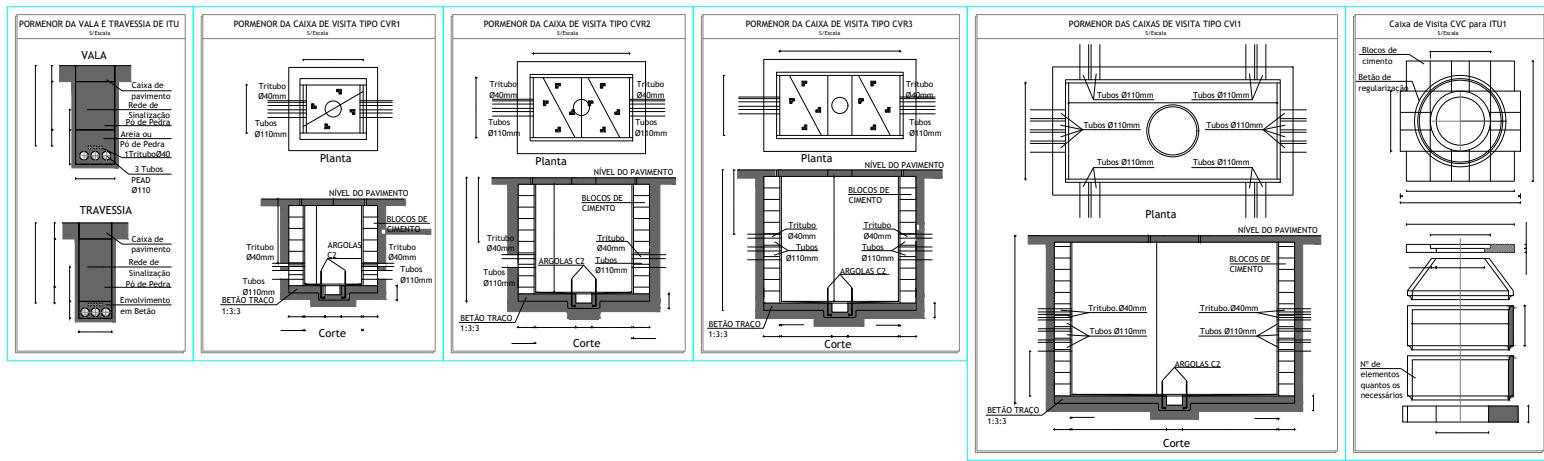 PORMENOR DA VALA E TRAVESSIA DE ITU
S/Escala
VALA
Caixa de
pavimento
Rede de
Sinalização
Pó de Pedra
Areia ou
Pó de Pedra
1TrituboØ40
3 Tubos
PEAD
Ø110
TRAVESSIA
Caixa de
pavimento
Rede de
Sinalização
Pó de Pedra
Envolvimento
em Betão
PORMENOR DA CAIXA DE VISITA TIPO CVR1
S/Escala
Tritubo
Ø40mm
Tubos
Ø110mm
Planta
NÍVEL DO PAVIMENTO
BLOCOS DE
CIMENTO
ARGOLAS
C2
Tritubo
Ø40mm
Tritubo
Ø40mm
Tubos
Ø110mm
Tubos
Ø110mm
BETÃO TRAÇO
1:3:3
Corte
PORMENOR DA CAIXA DE VISITA TIPO CVR2
S/Escala
Tritubo
Ø40mm
Tritubo
Ø40mm
Tubos
Ø110mm
Tubos
Ø110mm
Planta
NÍVEL DO PAVIMENTO
BLOCOS DE
CIMENTO
Tritubo
Ø40mm
Tritubo
Ø40mm
ARGOLAS C2
Tubos
Ø110mm
Tubos
Ø110mm
BETÃO TRAÇO
1:3:3
Corte
PORMENOR DA CAIXA DE VISITA TIPO CVR3
S/Escala
Tritubo
Ø40mm
Tubos
Ø110mm
Planta
NÍVEL DO PAVIMENTO
BLOCOS DE
CIMENTO
Tritubo
Ø40mm
Tritubo
Ø40mm
Tubos
Ø110mm
Tubos
Ø110mm
ARGOLAS C2
BETÃO TRAÇO
1:3:3
Corte
PORMENOR DAS CAIXAS DE VISITA TIPO CVI1
S/Escala
Tubos Ø110mm
Tubos Ø110mm
Tubos Ø110mm
Tubos Ø110mm
Tubos Ø110mm
Tubos Ø110mm
Planta
NÍVEL DO PAVIMENTO
BLOCOS DE
CIMENTO
Tritubo.Ø40mm
Tritubo.Ø40mm
Tubos Ø110mm
Tubos Ø110mm
ARGOLAS C2
BETÃO TRAÇO
1:3:3
Corte
Caixa de Visita CVC para ITU1
S/Escala
Blocos de
cimento
Betão de
regularização
Nº de
elementos
quantos os
necessários